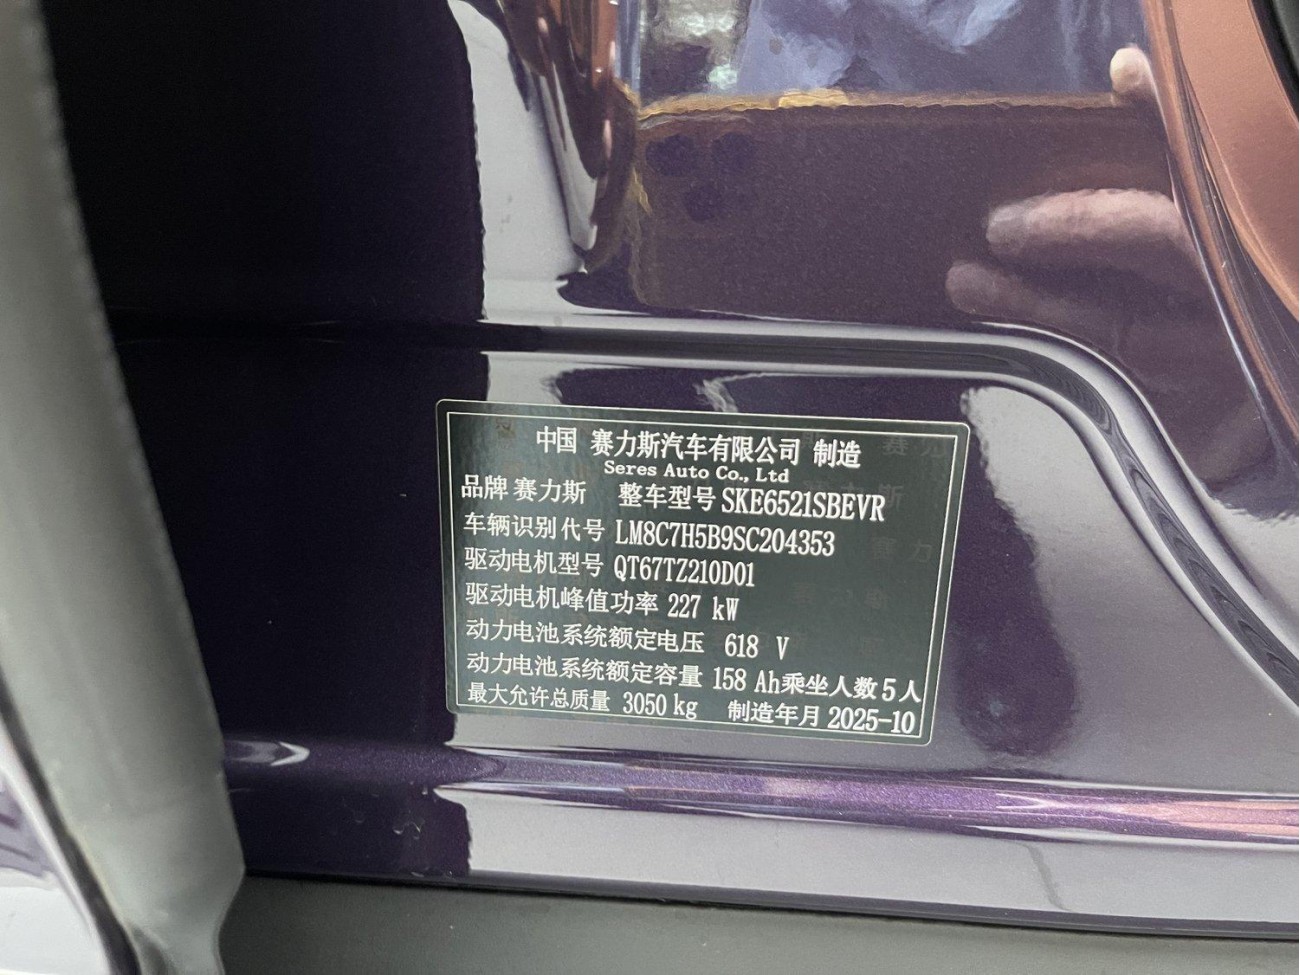 中国 赛力斯汽车有限公司 制造
Seres Auto Co., Ltd
品牌 赛力斯 整车型号 SKE6521SBEVR
车辆识别代号 LM8C7H5B9SC204353
驱动电机型号 QT67TZ210D01
驱动电机峰值功率 227 kW
动力电池系统额定电压 618 V
动力电池系统额定容量 158 Ah乘坐人数5人
最大允许总质量 3050 kg 制造年月 2025-10